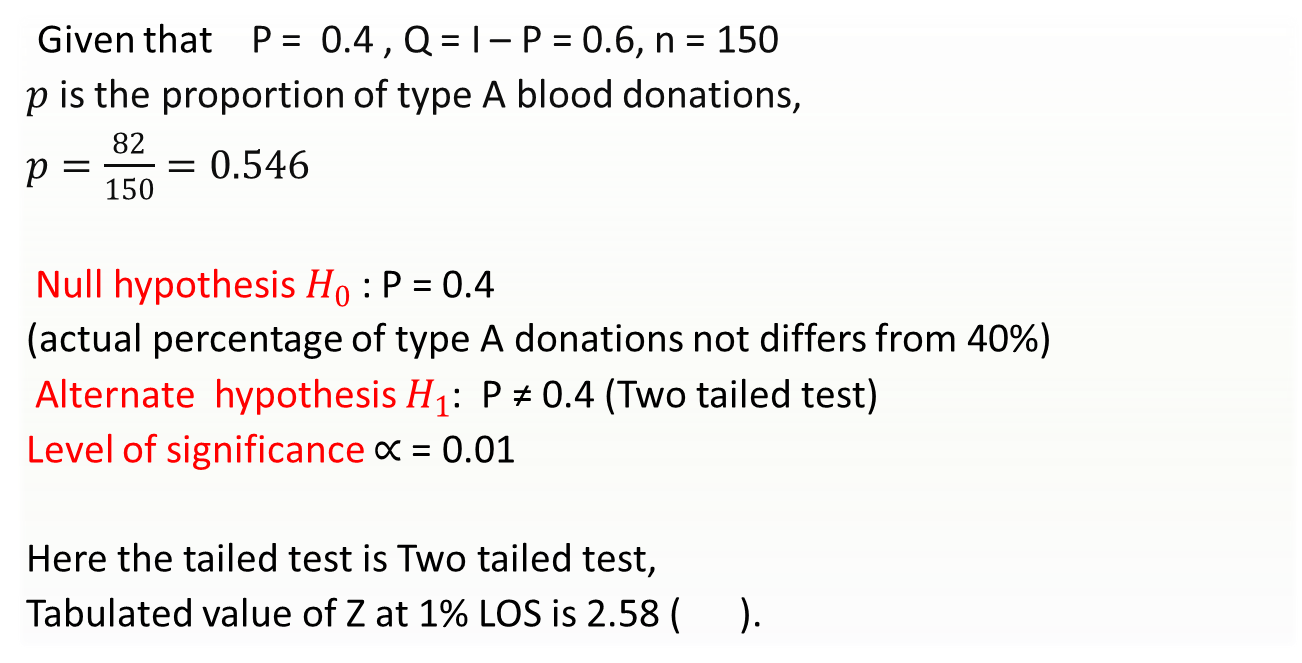 Given that P = 0.4 , Q = I – P = 0.6, n = 150
p is the proportion of type A blood donations,
p = 82/150 = 0.546
Null hypothesis H₀ : P = 0.4
(actual percentage of type A donations not differs from 40%)
Alternate hypothesis H₁: P ≠ 0.4 (Two tailed test)
Level of significance ∝ = 0.01
Here the tailed test is Two tailed test,
Tabulated value of Z at 1% LOS is 2.58 ( ).